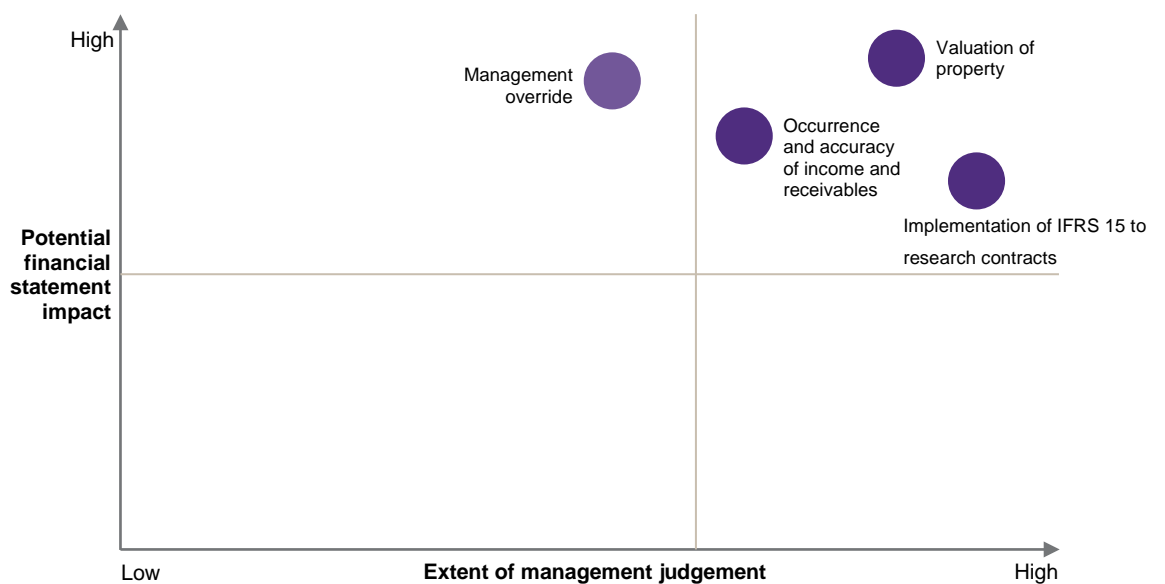 High
Management
override
Valuation of
property
Occurrence
and accuracy
of income and
receivables
Implementation of IFRS 15 to
research contracts
Potential
financial
statement
impact
Low
Extent of management judgement
High